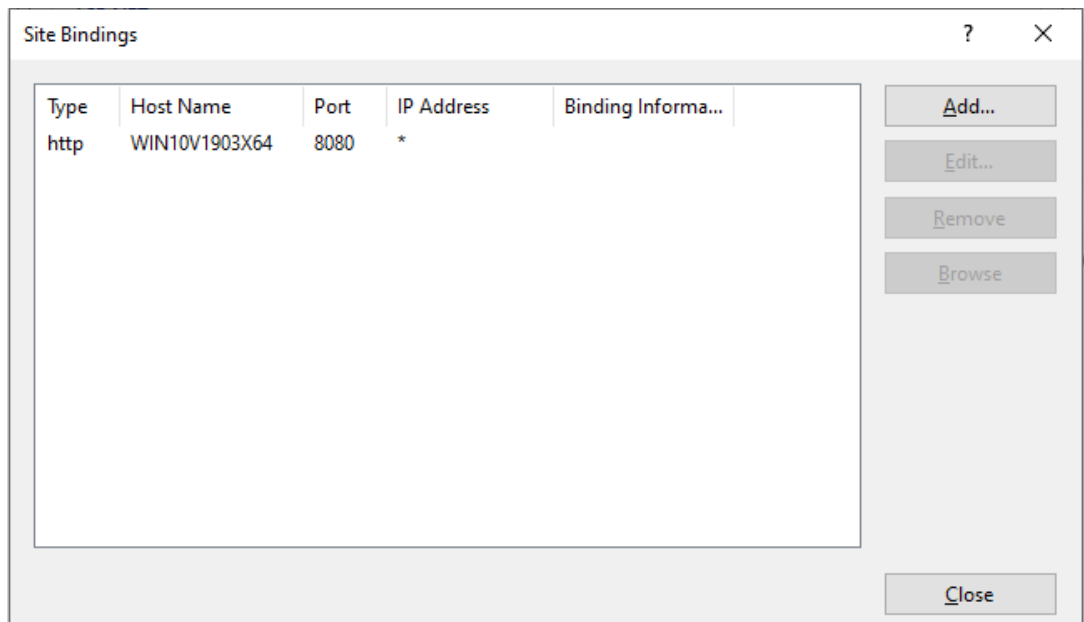 Site Bindings ? ×
Type Host Name Port IP Address Binding Informa... Add...
http WIN10V1903X64 8080 *
Edit...
Remove
Browse
Close